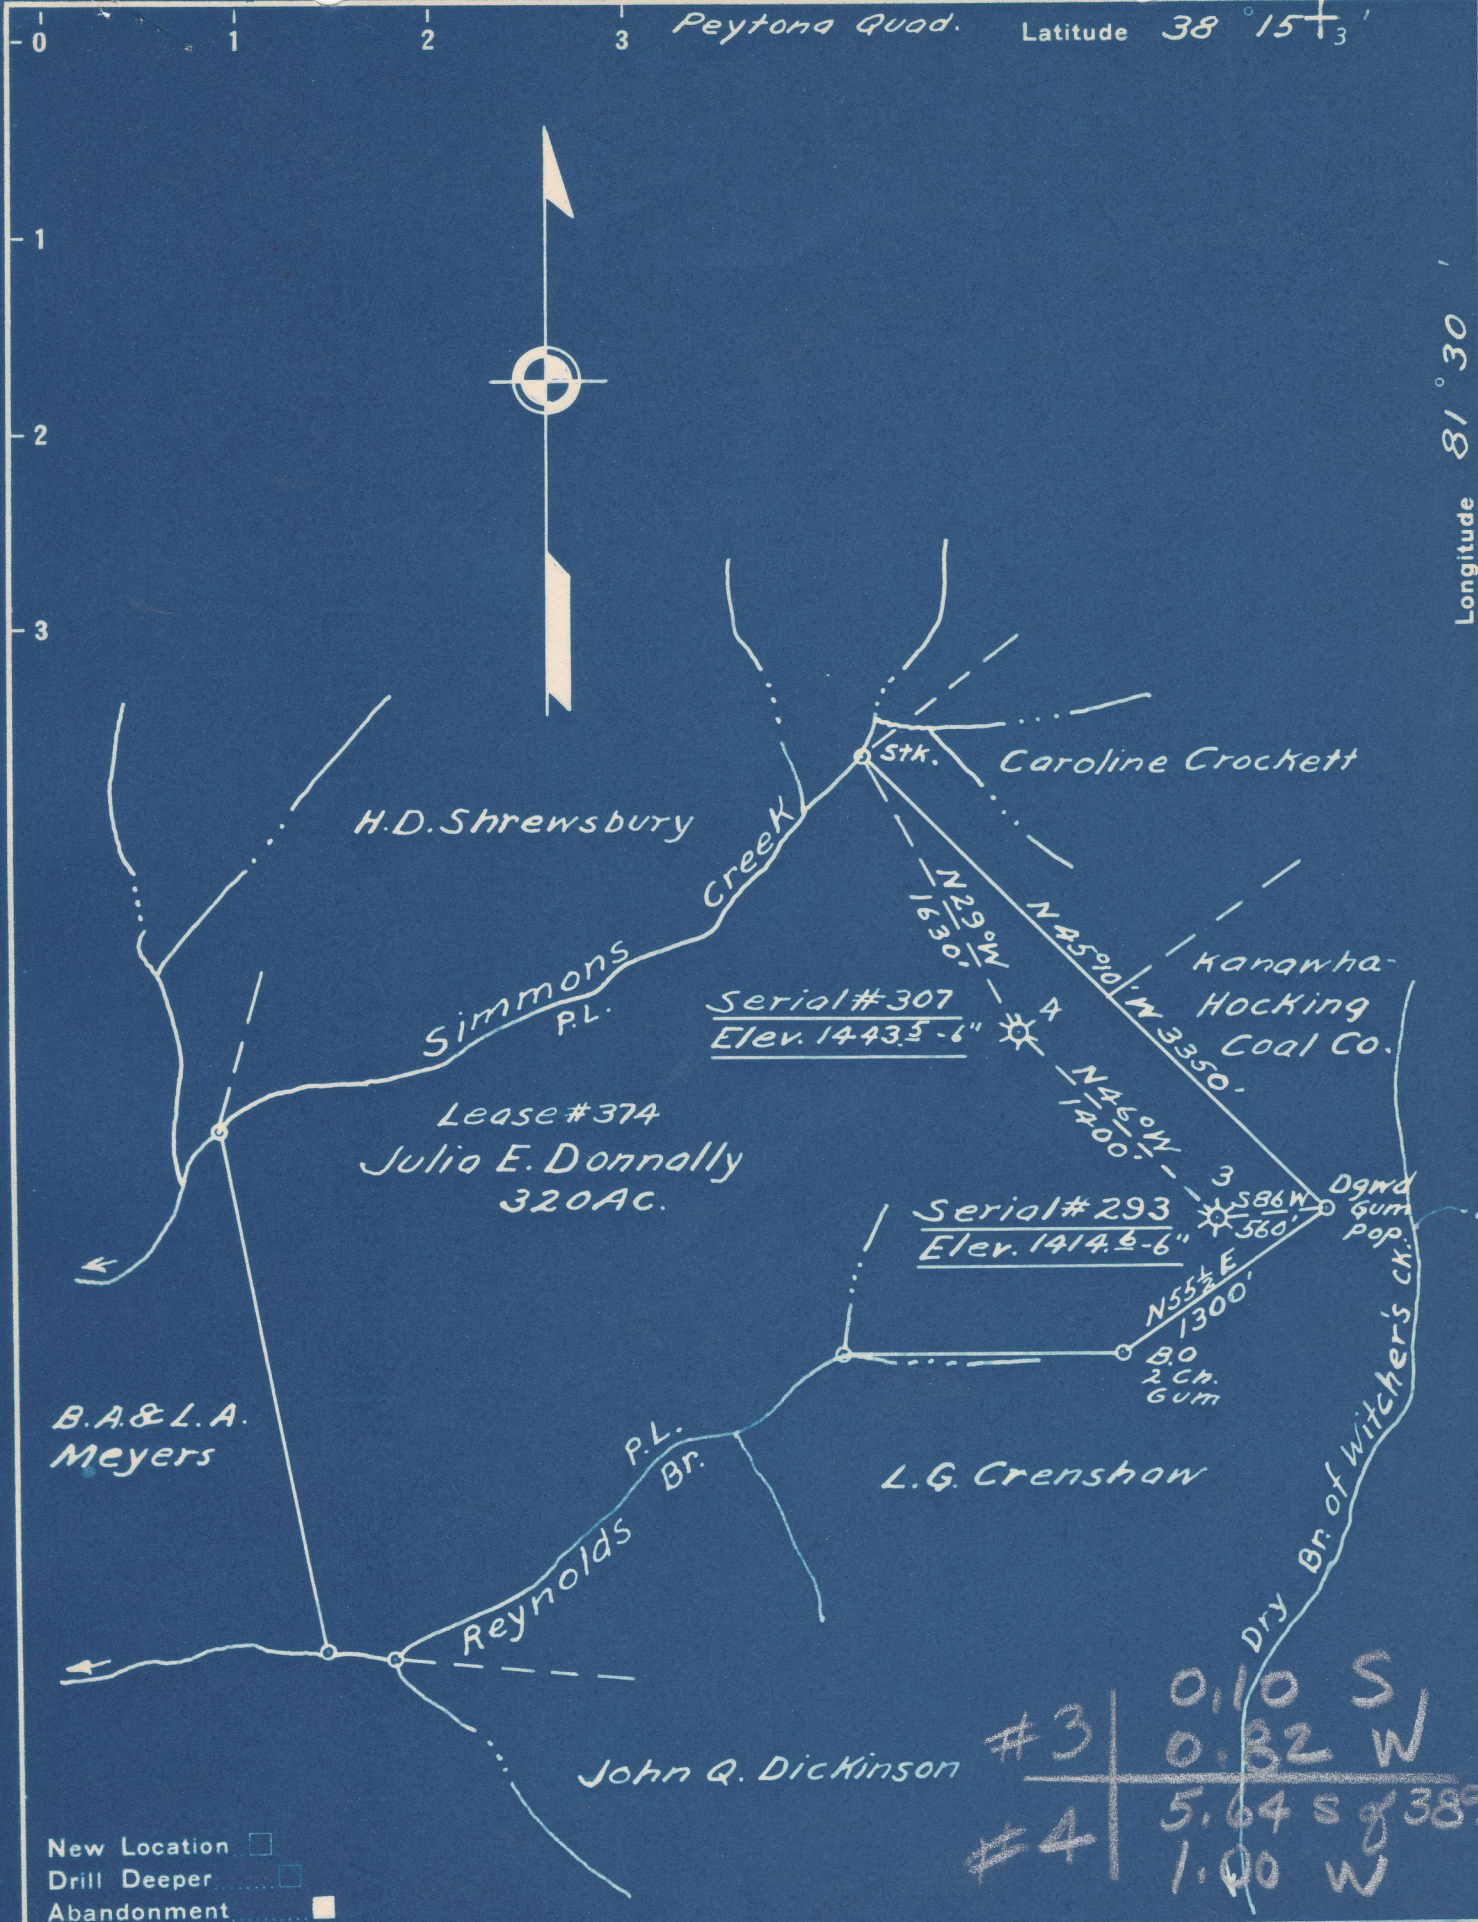 0 1 2 3 Peytona Quad. Latitude 38° 15' 3
1
2
3
Longitude 81° 30'
Stk.
Caroline Crockett
H.D. Shrewsbury
Simmons Creek
P.L.
N29°W
1630'
N45°10'W 3350'
Kanawha-
Hocking
Coal Co.
Serial #307
Elev. 1443.5 -6"
4
N46°W
1400'
Lease #374
Julia E. Donnally
320 Ac.
Serial # 293
Elev. 1414.6 -6"
3
S86W
560'
Dgwd
Gum
Pop.
N55½E
1300'
B.O
2 Ch.
Gum
B.A. & L.A.
Meyers
P.L.
Reynolds Br.
L.G. Crenshaw
Dry Br. of Witcher's Ck.
John Q. Dickinson
#3 0.10 S
0.82 W
#4 5.64 S of 38°
1.00 W
New Location
Drill Deeper
Abandonment